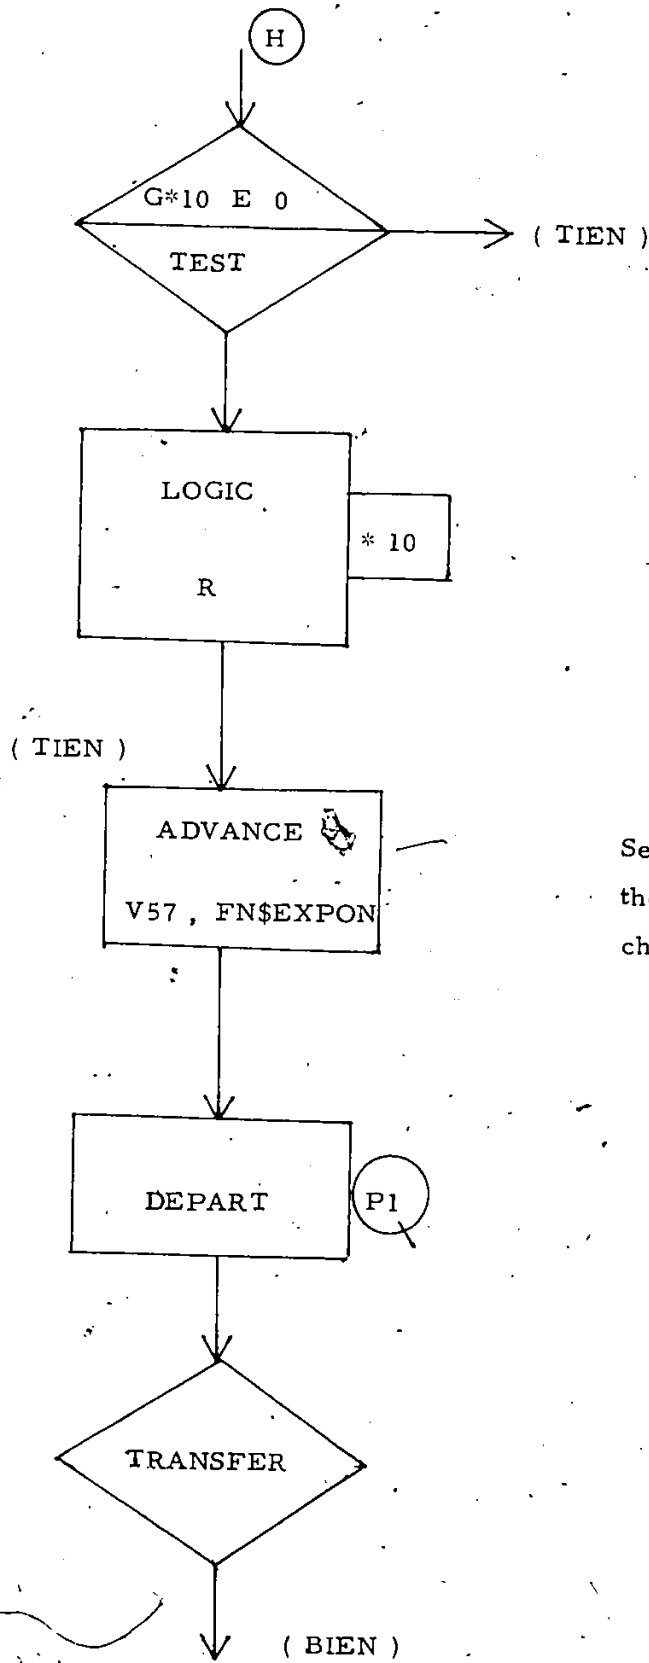 H
G*10 E 0
( TIEN )
TEST
LOGIC
* 10
R
( TIEN )
ADVANCE
V57 , FN$EXPON
DEPART
P1
TRANSFER
( BIEN )